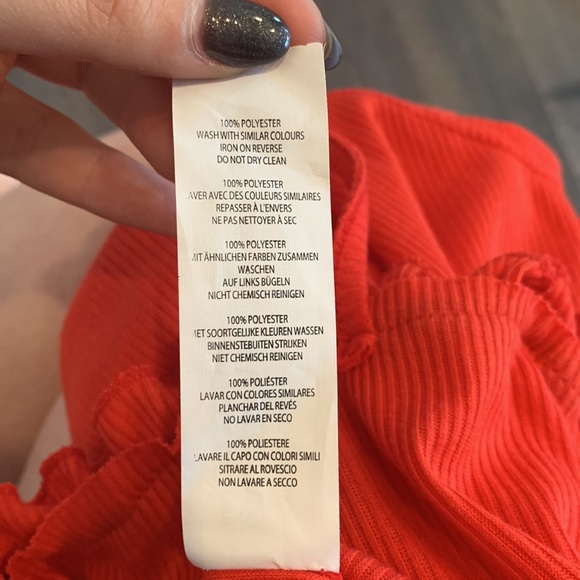 100% POLYESTER
WASH WITH SIMILAR COLOURS
IRON ON REVERSE
DO NOT DRY CLEAN
100% POLYESTER
AVER AVEC DES COULEURS SIMILAIRES
REPASSER À L'ENVERS
NE PAS NETTOYER À SEC
100% POLYESTER
MIT ÄHNLICHEN FARBEN ZUSAMMEN
WASCHEN
AUF LINKS BÜGELN
NICHT CHEMISCH REINIGEN
100% POLYESTER
MET SOORTGELIJKE KLEUREN WASSEN
BINNENSTEBUITEN STRIJKEN
NIET CHEMISCH REINIGEN
100% POLIÉSTER
LAVAR CON COLORES SIMILARES
PLANCHAR DEL REVÉS
NO LAVAR EN SECO
100% POLIESTERE
LAVARE IL CAPO CON COLORI SIMILI
SITRARE AL ROVESCIO
NON LAVARE A SECCO